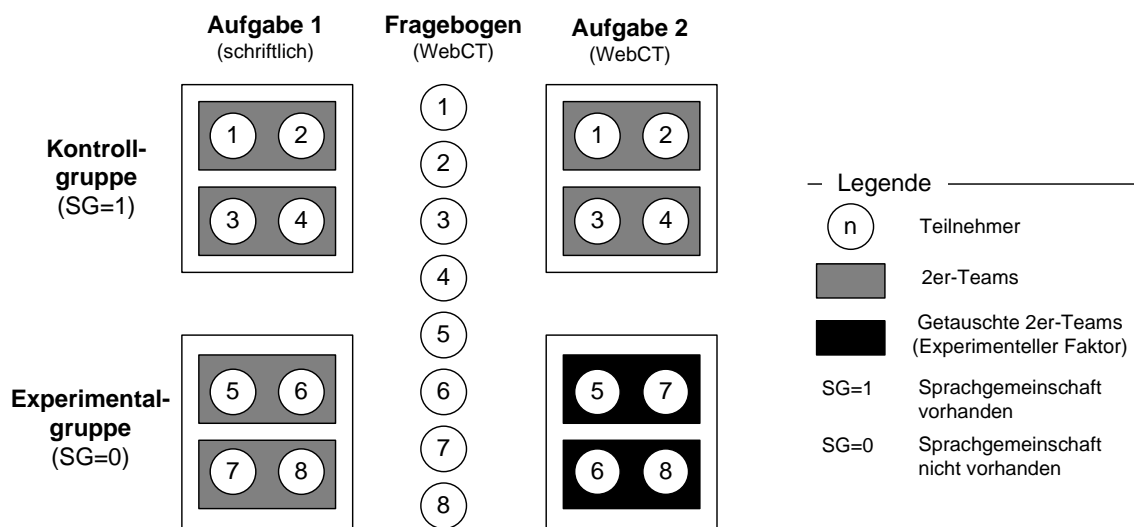 Aufgabe 1
(schriftlich)
Fragebogen
(WebCT)
Aufgabe 2
(WebCT)
Kontroll-
gruppe
(SG=1)
1 2
3 4
1
2
3
4
5
6
7
8
1 2
3 4
Experimental-
gruppe
(SG=0)
5 6
7 8
5 7
6 8
Legende
n Teilnehmer
2er-Teams
Getauschte 2er-Teams
(Experimenteller Faktor)
SG=1 Sprachgemeinschaft
vorhanden
SG=0 Sprachgemeinschaft
nicht vorhanden